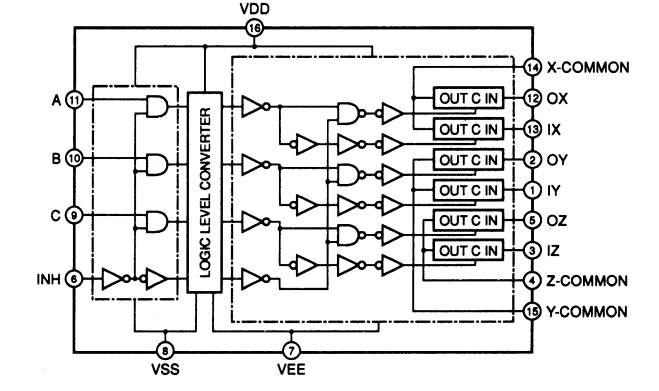 VDD
16
14 X-COMMON
A 11
OUT C IN 12 OX
OUT C IN 13 IX
B 10
OUT C IN 2 OY
OUT C IN 1 IY
LOGIC LEVEL CONVERTER
C 9
OUT C IN 5 OZ
OUT C IN 3 IZ
INH 6
4 Z-COMMON
15 Y-COMMON
8 7
VSS VEE